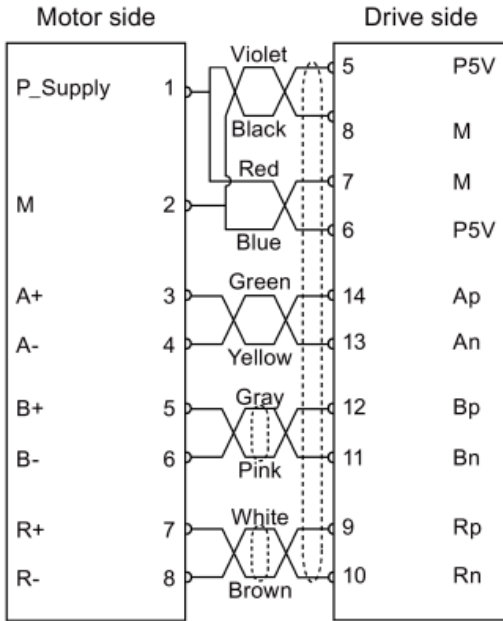 Motor side
Drive side
P_Supply 1
Violet
5 P5V
Black
8 M
Red
7 M
M 2
Blue
6 P5V
A+ 3
Green
14 Ap
A- 4
Yellow
13 An
B+ 5
Gray
12 Bp
B- 6
Pink
11 Bn
R+ 7
White
9 Rp
R- 8
Brown
10 Rn